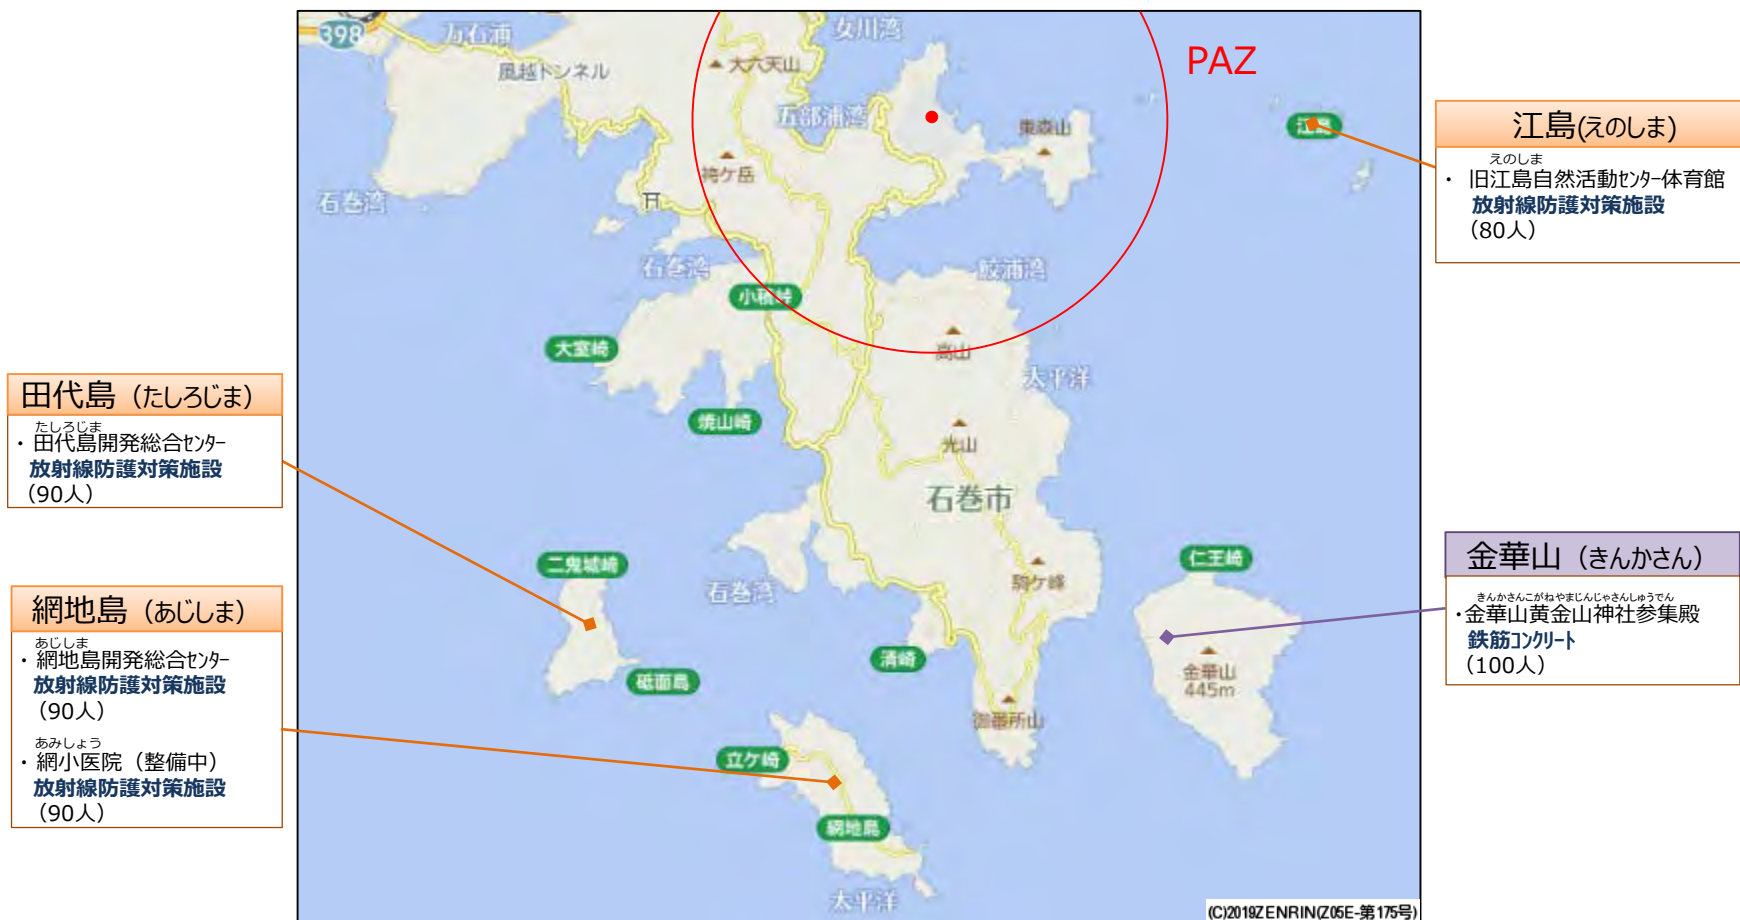 398
万石浦
風越トンネル
女川湾
大六天山
五部浦湾
PAZ
東森山
江島
袴ケ岳
石巻湾
石巻湾
鮫浦湾
小積峠
大室崎
高山
太平洋
焼山崎
光山
石巻市
二鬼城崎
石巻湾
駒ケ峰
仁王崎
清崎
砥面島
金華山
445m
御番所山
立ケ崎
網地島
太平洋
(C)2019ZENRIN(Z05E-第175号)
江島(えのしま)
えのしま
・ 旧江島自然活動センター体育館
放射線防護対策施設
(80人)
田代島(たしろじま)
たしろじま
・田代島開発総合センター
放射線防護対策施設
(90人)
網地島(あじしま)
あじしま
・網地島開発総合センター
放射線防護対策施設
(90人)
あみしょう
・網小医院(整備中)
放射線防護対策施設
(90人)
金華山(きんかさん)
きんかさんこがねやまじんじゃさんしゅうでん
・金華山黄金山神社参集殿
鉄筋コンクリート
(100人)